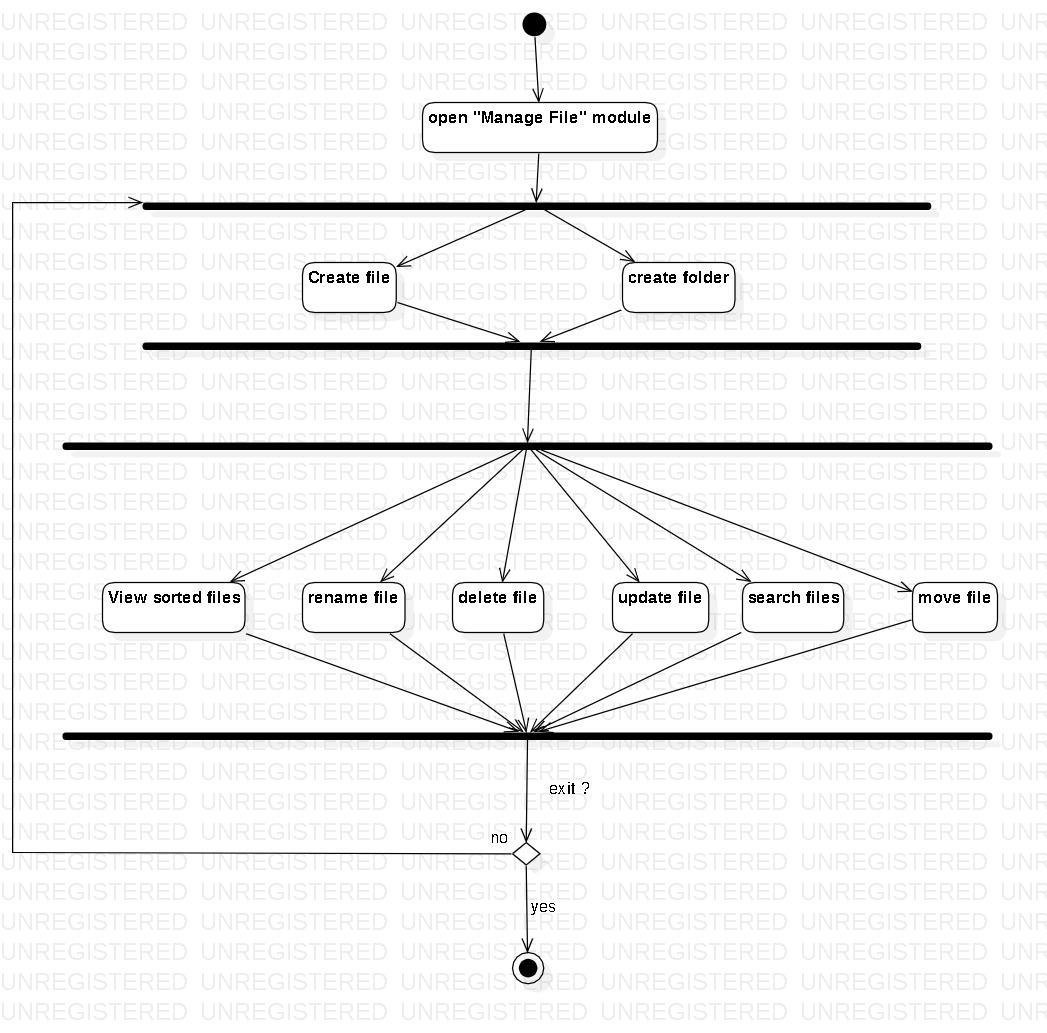 open "Manage File" module
Create file
create folder
View sorted files
rename file
delete file
update file
search files
move file
exit ?
no
yes
UNREGISTERED